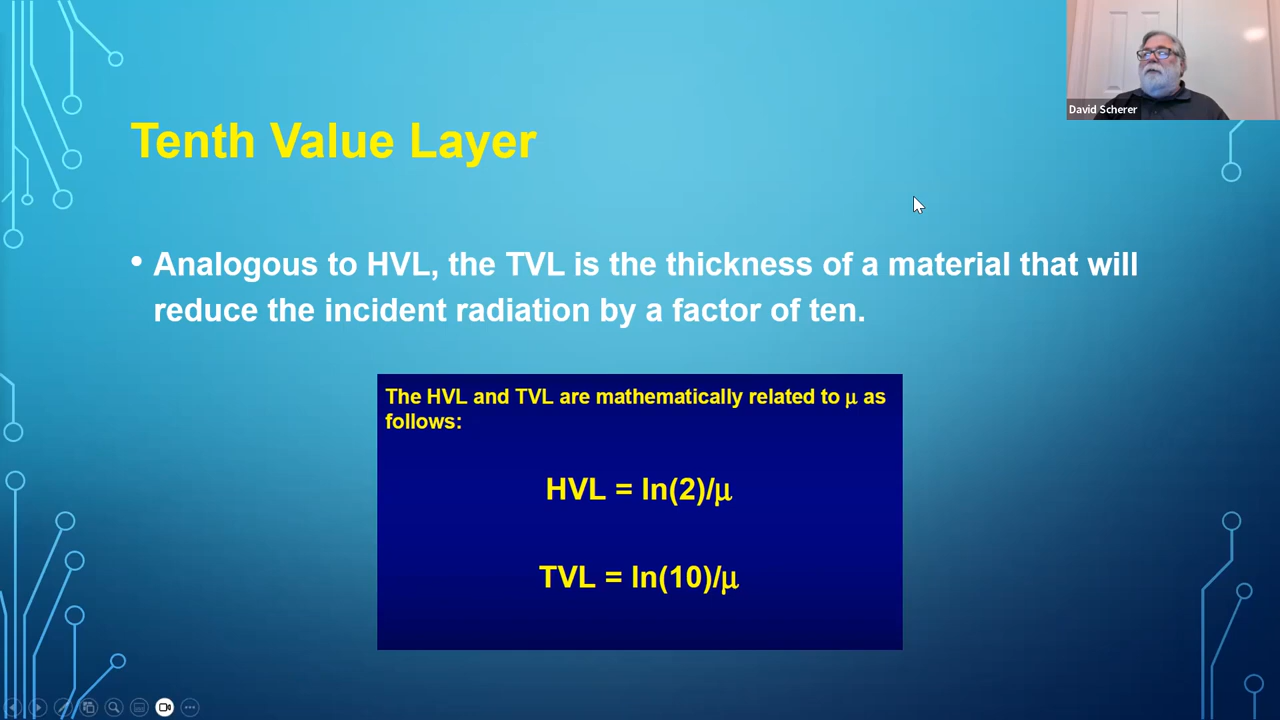 David Scherer
Tenth Value Layer
• Analogous to HVL, the TVL is the thickness of a material that will
reduce the incident radiation by a factor of ten.
The HVL and TVL are mathematically related to μ as
follows:
HVL = ln(2)/μ
TVL = ln(10)/μ